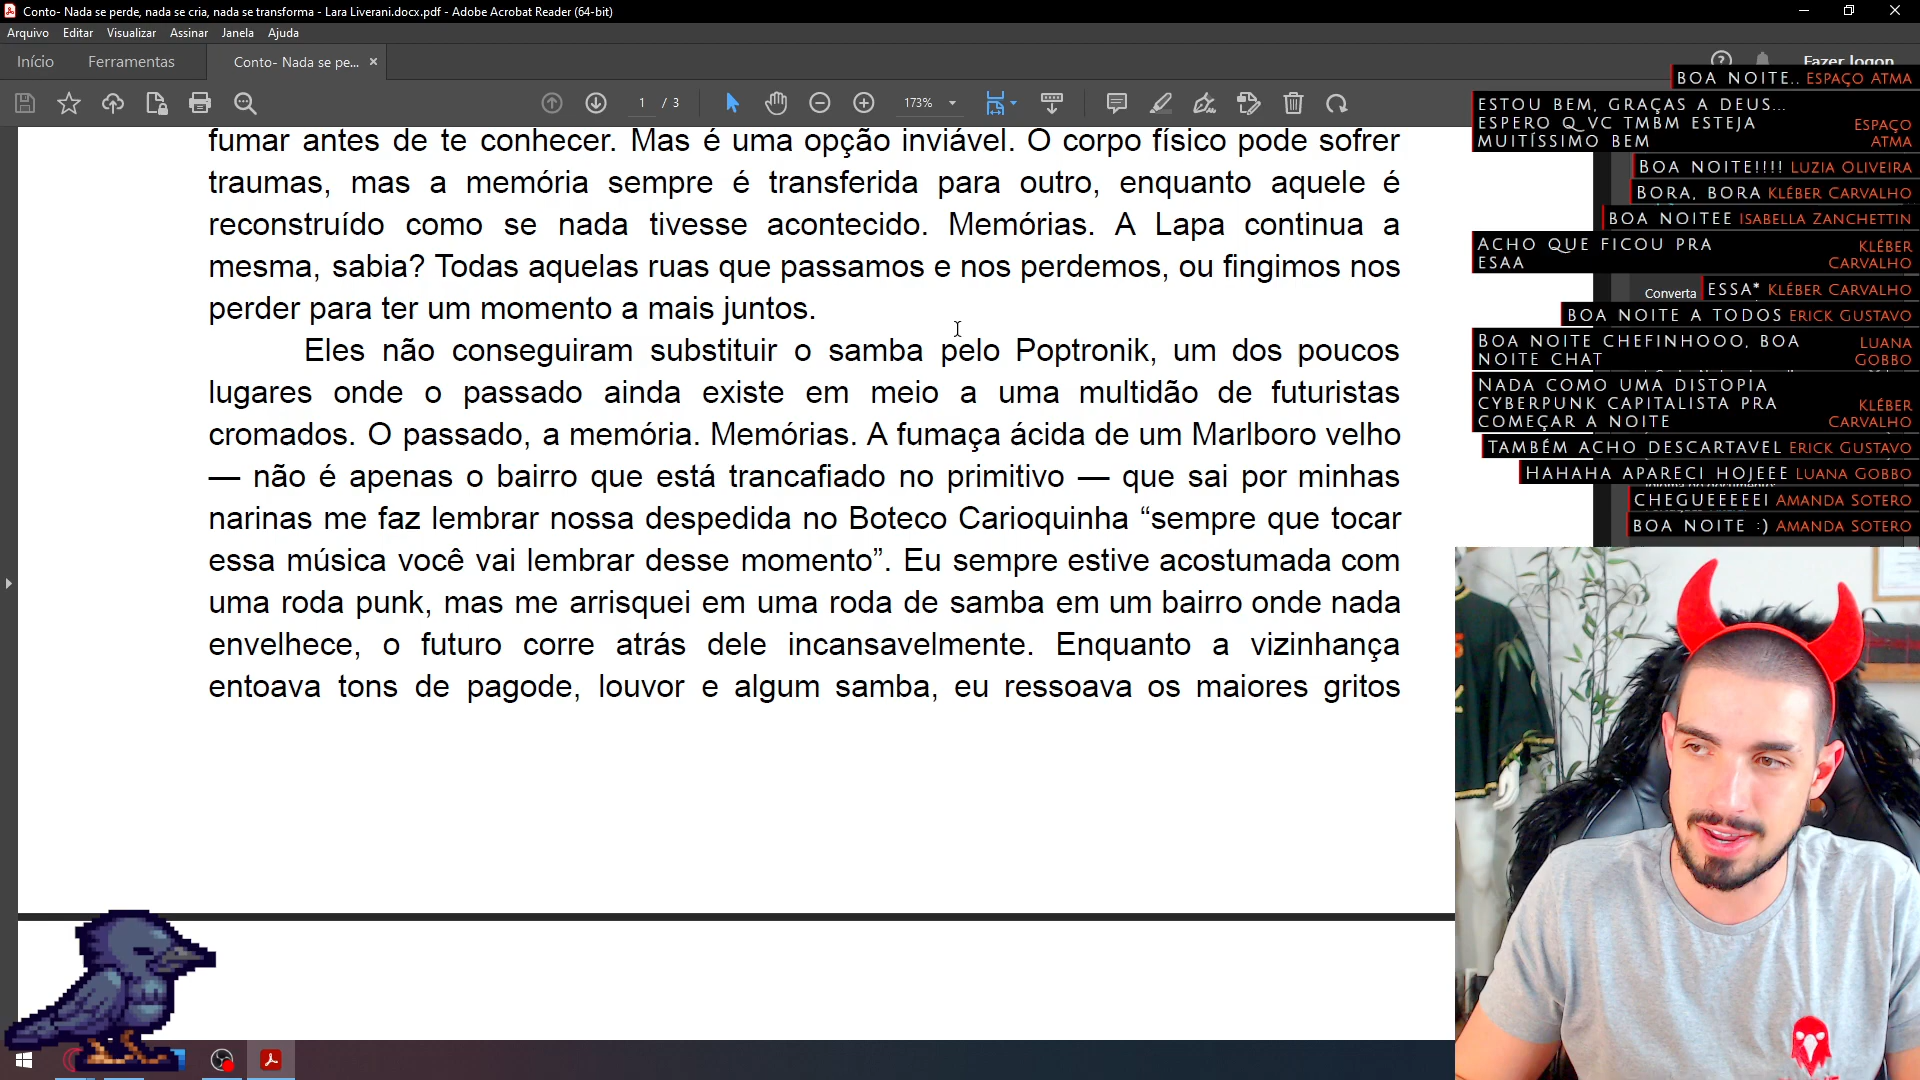 Conto- Nada se perde, nada se cria, nada se transforma - Lara Liverani.docx.pdf - Adobe Acrobat Reader (64-bit)
Arquivo Editar Visualizar Assinar Janela Ajuda
Início Ferramentas Conto- Nada se pe... × Fazer logon
1 / 3 173%
fumar antes de te conhecer. Mas é uma opção inviável. O corpo físico pode sofrer
traumas, mas a memória sempre é transferida para outro, enquanto aquele é
reconstruído como se nada tivesse acontecido. Memórias. A Lapa continua a
mesma, sabia? Todas aquelas ruas que passamos e nos perdemos, ou fingimos nos
perder para ter um momento a mais juntos.
Eles não conseguiram substituir o samba pelo Poptronik, um dos poucos
lugares onde o passado ainda existe em meio a uma multidão de futuristas
cromados. O passado, a memória. Memórias. A fumaça ácida de um Marlboro velho
— não é apenas o bairro que está trancafiado no primitivo — que sai por minhas
narinas me faz lembrar nossa despedida no Boteco Carioquinha “sempre que tocar
essa música você vai lembrar desse momento”. Eu sempre estive acostumada com
uma roda punk, mas me arrisquei em uma roda de samba em um bairro onde nada
envelhece, o futuro corre atrás dele incansavelmente. Enquanto a vizinhança
entoava tons de pagode, louvor e algum samba, eu ressoava os maiores gritos
BOA NOITE.. ESPAÇO ATMA
ESTOU BEM, GRAÇAS A DEUS...
ESPERO Q VC TMBM ESTEJA
MUITÍSSIMO BEM ESPAÇO ATMA
BOA NOITE!!!! LUZIA OLIVEIRA
BORA, BORA KLÉBER CARVALHO
BOA NOITEE ISABELLA ZANCHETTIN
ACHO QUE FICOU PRA
ESAA KLÉBER CARVALHO
Converta
ESSA* KLÉBER CARVALHO
BOA NOITE A TODOS ERICK GUSTAVO
BOA NOITE CHEFINHOOO, BOA
NOITE CHAT LUANA GOBBO
NADA COMO UMA DISTOPIA
CYBERPUNK CAPITALISTA PRA
COMEÇAR A NOITE KLÉBER CARVALHO
TAMBÉM ACHO DESCARTAVEL ERICK GUSTAVO
HAHAHA APARECI HOJEEE LUANA GOBBO
CHEGUEEEEEI AMANDA SOTERO
BOA NOITE :) AMANDA SOTERO